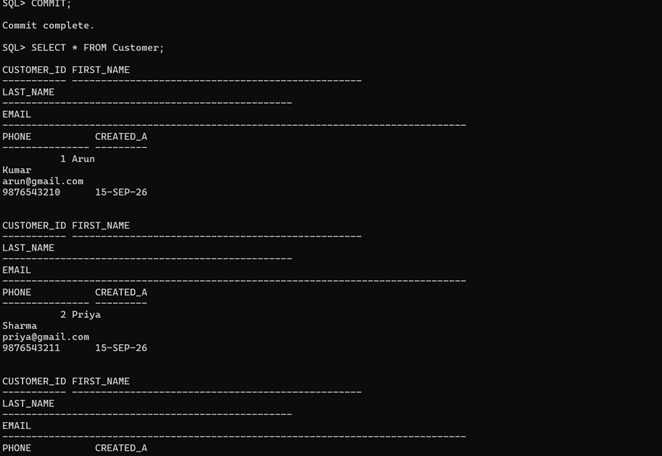 SQL> COMMIT;
Commit complete.
SQL> SELECT * FROM Customer;
CUSTOMER_ID FIRST_NAME
----------- --------------------------------------------------
LAST_NAME
--------------------------------------------------
EMAIL
--------------------------------------------------------------------------------
PHONE           CREATED_A
--------------- ---------
          1 Arun
Kumar
arun@gmail.com
9876543210      15-SEP-26
CUSTOMER_ID FIRST_NAME
----------- --------------------------------------------------
LAST_NAME
--------------------------------------------------
EMAIL
--------------------------------------------------------------------------------
PHONE           CREATED_A
--------------- ---------
          2 Priya
Sharma
priya@gmail.com
9876543211      15-SEP-26
CUSTOMER_ID FIRST_NAME
----------- --------------------------------------------------
LAST_NAME
--------------------------------------------------
EMAIL
--------------------------------------------------------------------------------
PHONE           CREATED_A